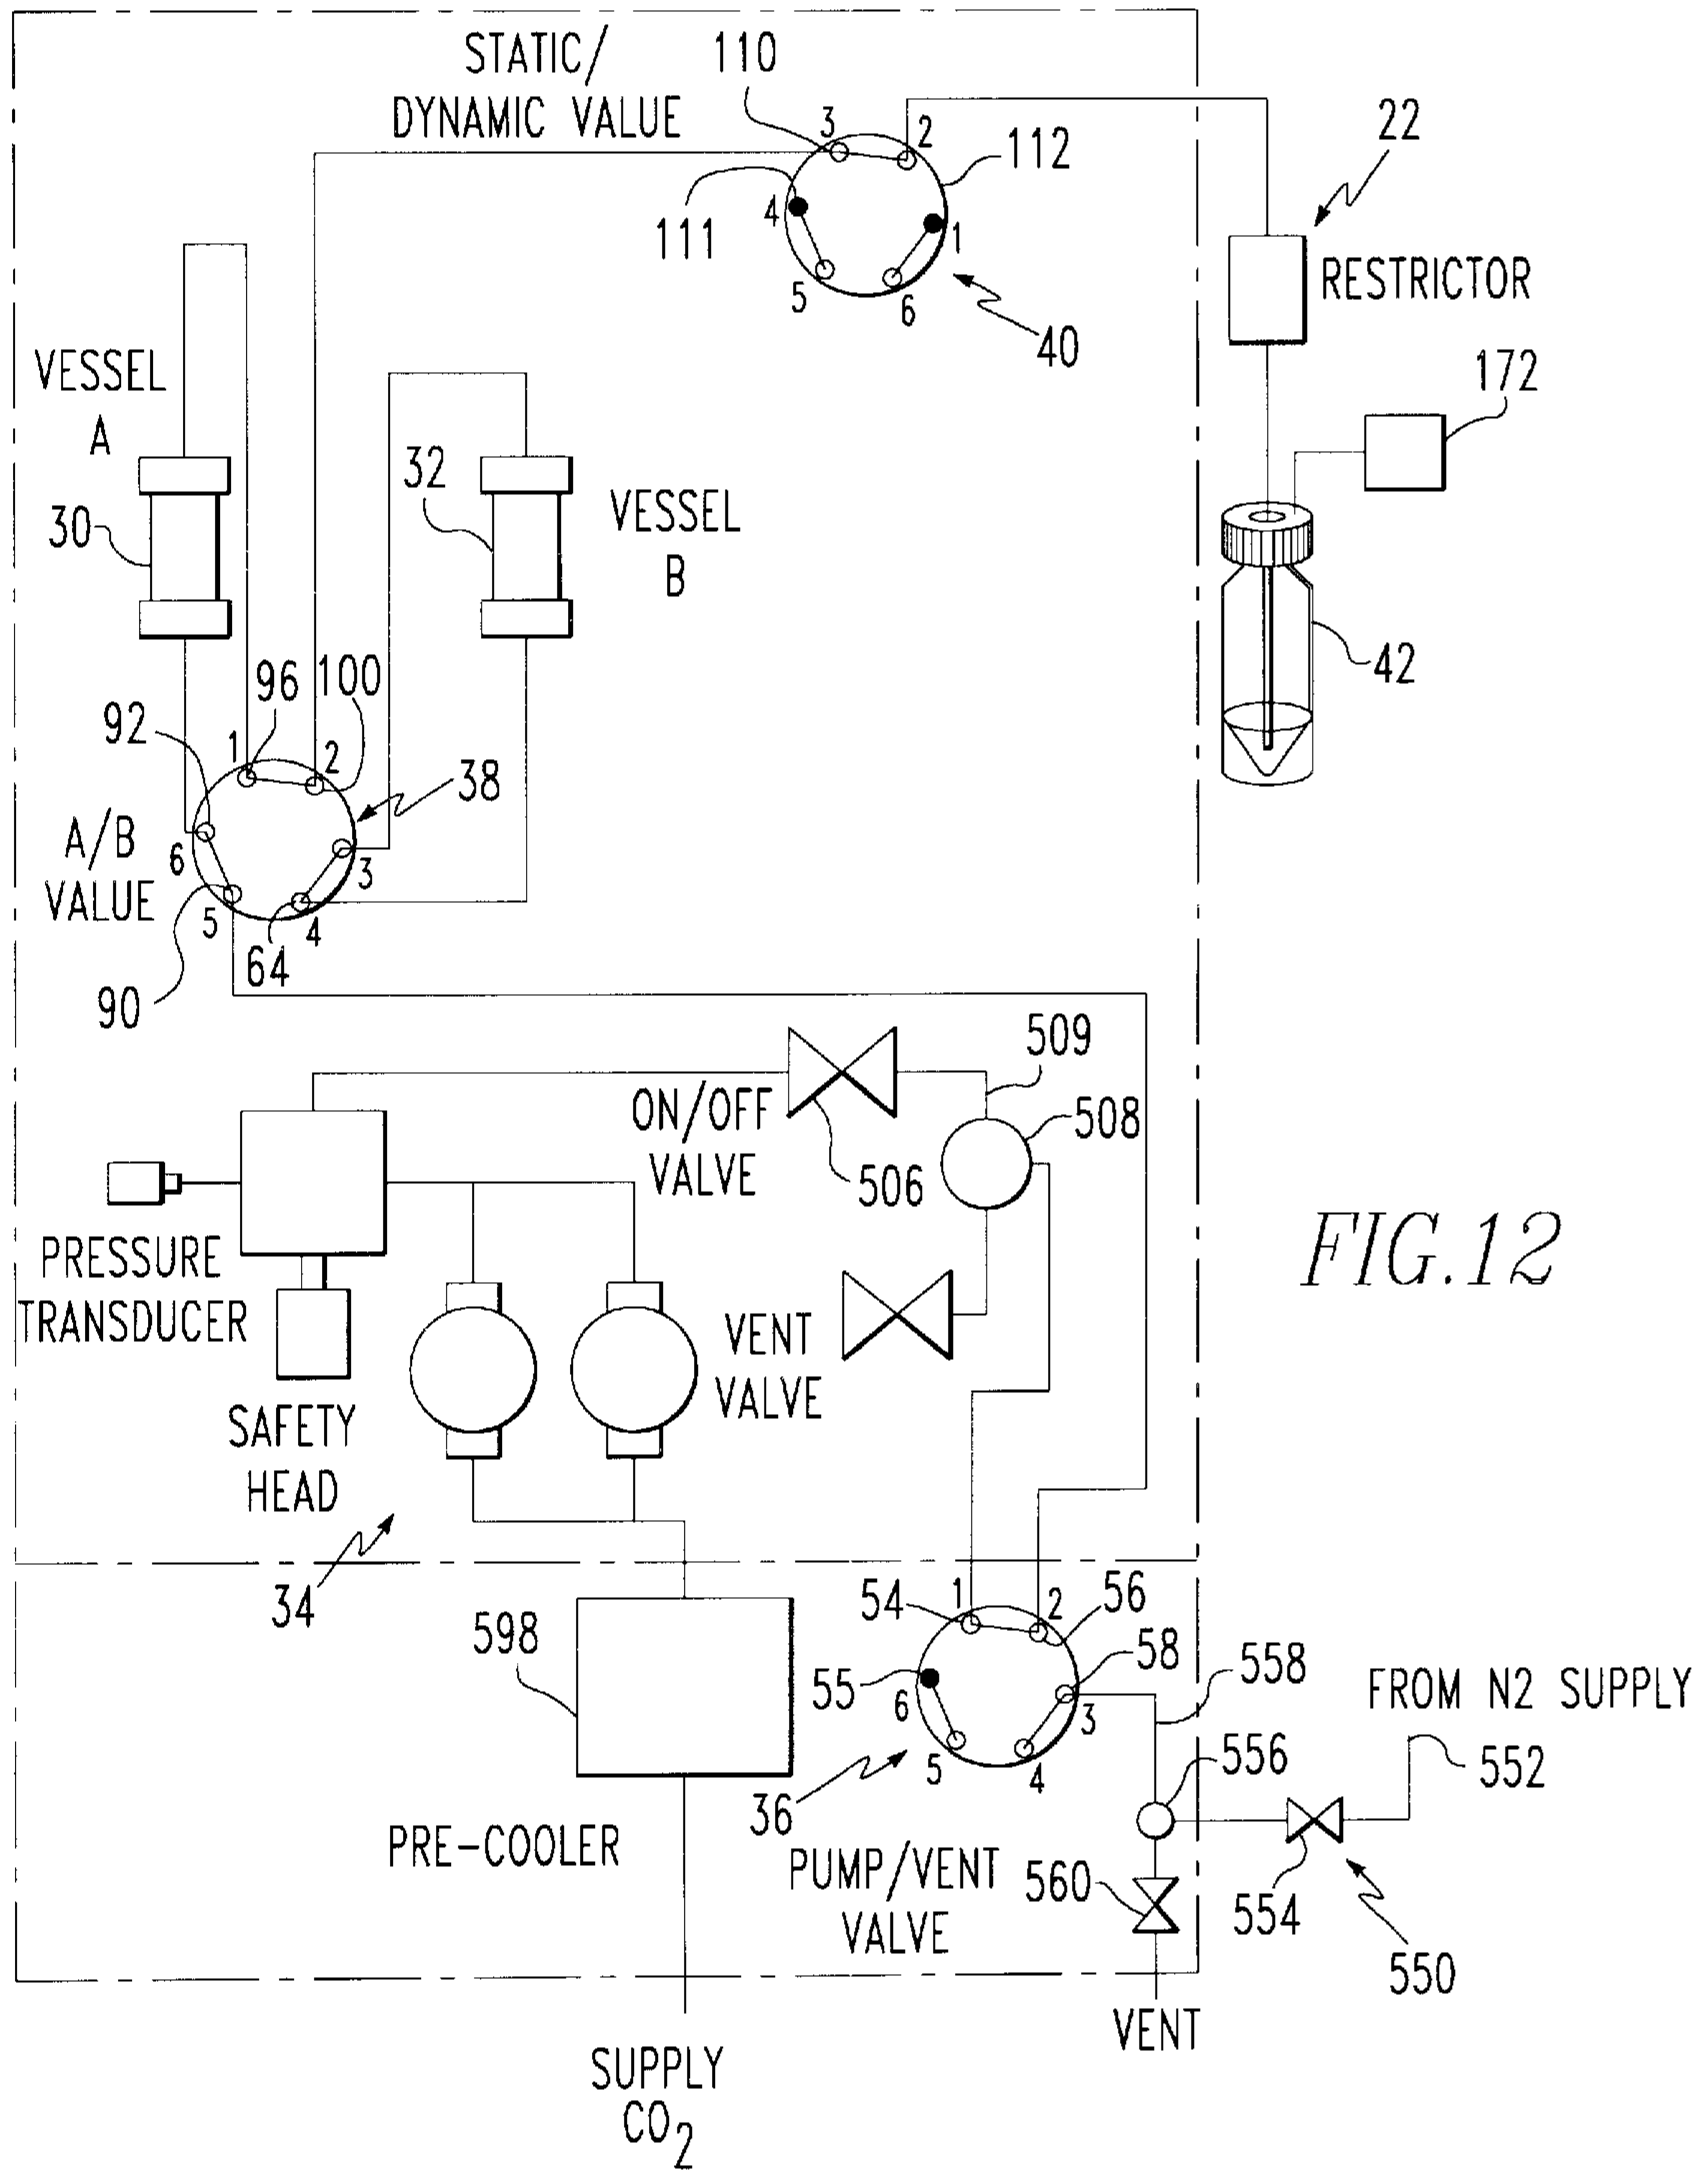 STATIC/
DYNAMIC VALUE
110
3
2
112
22
111
4
1
5
6
40
RESTRICTOR
172
VESSEL
A
30
32
VESSEL
B
42
96
100
92
1
2
38
A/B
VALUE
6
3
5
4
64
90
509
ON/OFF
VALVE
508
506
PRESSURE
TRANSDUCER
SAFETY
HEAD
VENT
VALVE
FIG.12
34
598
54
1
2
56
58
558
55
6
3
5
4
FROM N2 SUPPLY
556
552
36
PRE-COOLER
PUMP/VENT
VALVE
560
554
550
VENT
SUPPLY
CO2